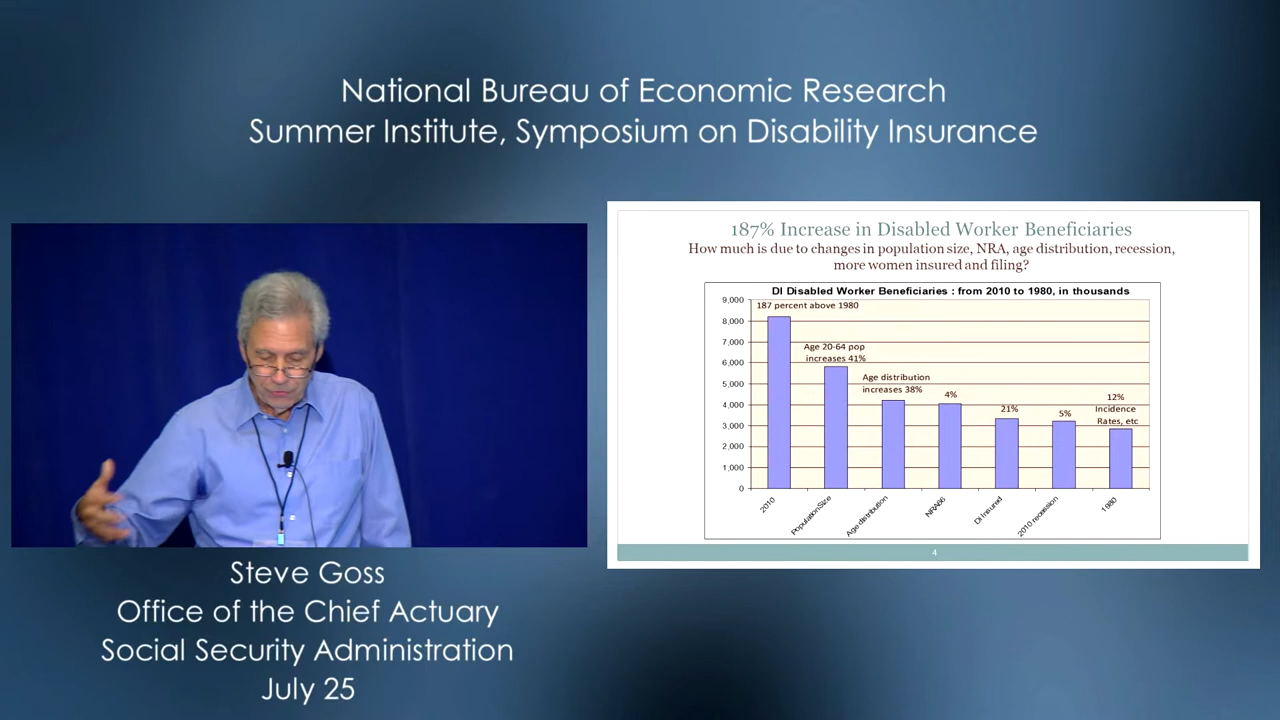 National Bureau of Economic Research
Summer Institute, Symposium on Disability Insurance
187% Increase in Disabled Worker Beneficiaries
How much is due to changes in population size, NRA, age distribution, recession,
more women insured and filing?
DI Disabled Worker Beneficiaries : from 2010 to 1980, in thousands
9,000
8,000
7,000
6,000
5,000
4,000
3,000
2,000
1,000
0
187 percent above 1980
Age 20-64 pop
increases 41%
Age distribution
increases 38%
4%
21%
5%
12%
Incidence
Rates, etc
2010
PopulationSize
Age distribution
NRA66
DI Insured
2010 recession
1980
4
Steve Goss
Office of the Chief Actuary
Social Security Administration
July 25